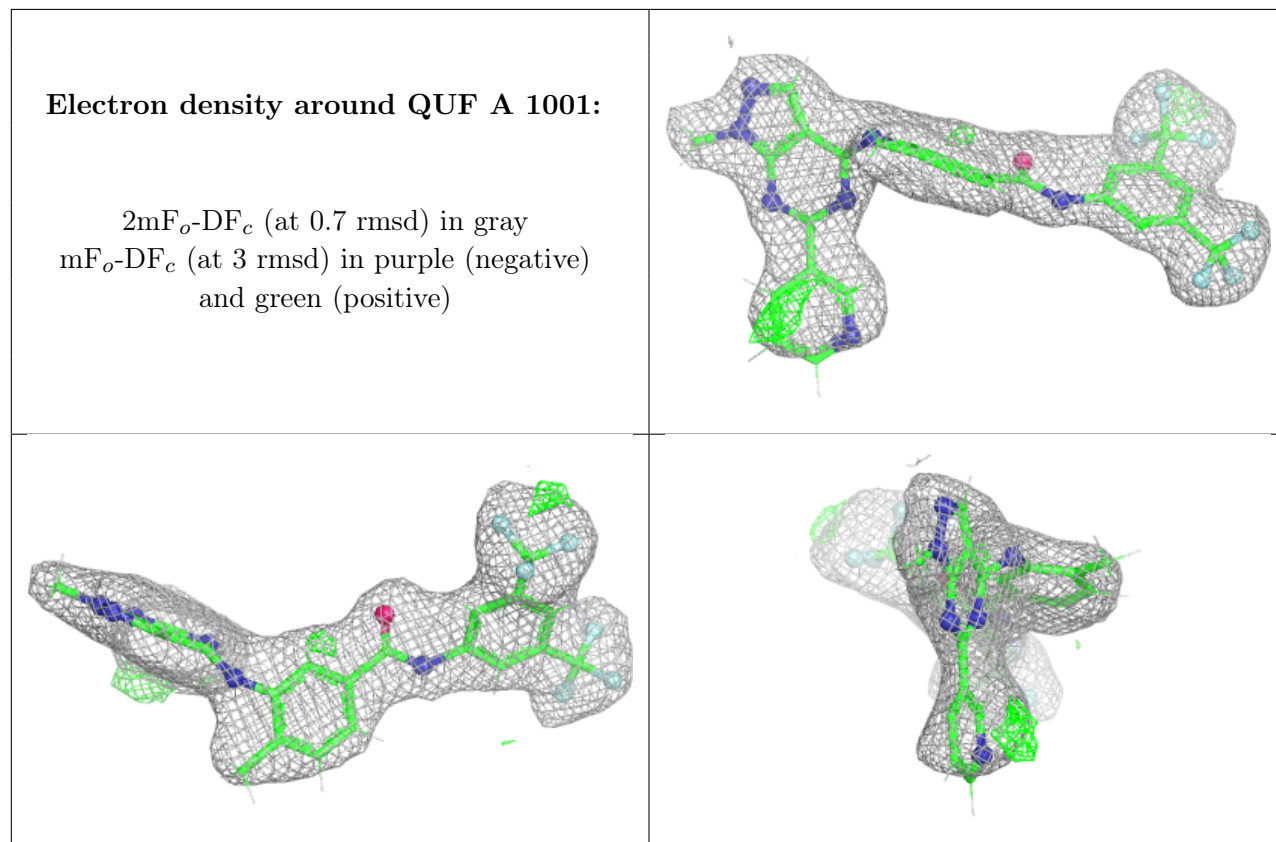 Electron density around QUF A 1001:
2mFo-DFc (at 0.7 rmsd) in gray
mFo-DFc (at 3 rmsd) in purple (negative)
and green (positive)